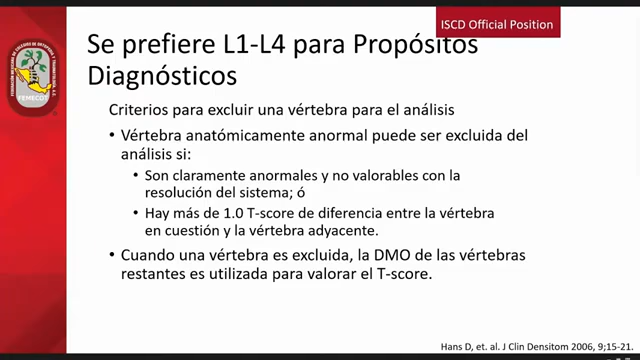 ISCD Official Position
Se prefiere L1-L4 para Propósitos
Diagnósticos
Criterios para excluir una vértebra para el análisis
• Vértebra anatómicamente anormal puede ser excluida del
análisis si:
• Son claramente anormales y no valorables con la
resolución del sistema; ó
• Hay más de 1.0 T-score de diferencia entre la vértebra
en cuestión y la vértebra adyacente.
• Cuando una vértebra es excluida, la DMO de las vértebras
restantes es utilizada para valorar el T-score.
FEMECOT
Hans D, et. al. J Clin Densitom 2006, 9;15-21.